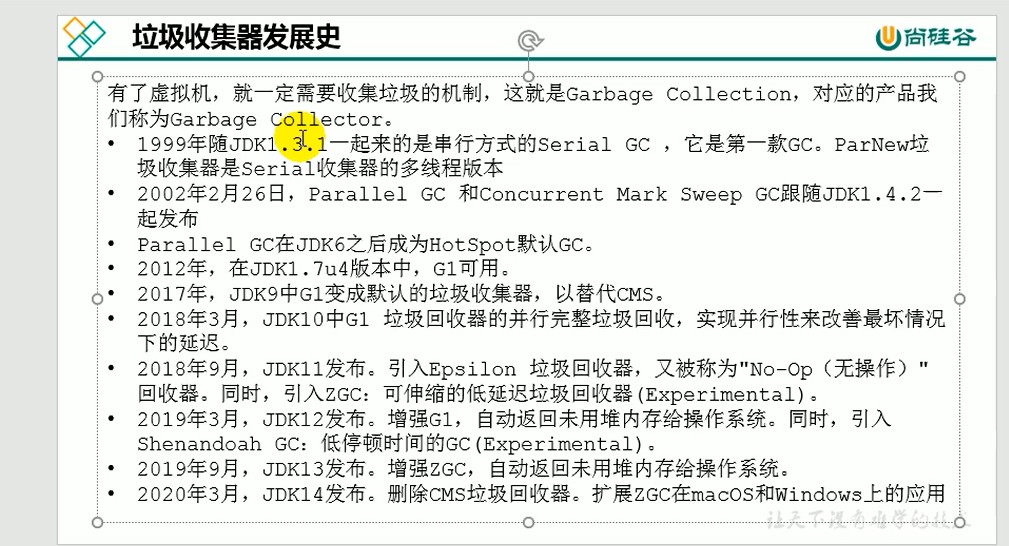 垃圾收集器发展史
尚硅谷
有了虚拟机，就一定需要收集垃圾的机制，这就是Garbage Collection，对应的产品我
们称为Garbage Collector。
• 1999年随JDK1.3.1一起来的是串行方式的Serial GC ，它是第一款GC。ParNew垃
圾收集器是Serial收集器的多线程版本
• 2002年2月26日，Parallel GC 和Concurrent Mark Sweep GC跟随JDK1.4.2一
起发布
• Parallel GC在JDK6之后成为HotSpot默认GC。
• 2012年，在JDK1.7u4版本中，G1可用。
• 2017年，JDK9中G1变成默认的垃圾收集器，以替代CMS。
• 2018年3月，JDK10中G1 垃圾回收器的并行完整垃圾回收，实现并行性来改善最坏情况
下的延迟。
• 2018年9月，JDK11发布。引入Epsilon 垃圾回收器，又被称为"No-Op（无操作）"
回收器。同时，引入ZGC：可伸缩的低延迟垃圾回收器(Experimental)。
• 2019年3月，JDK12发布。增强G1，自动返回未用堆内存给操作系统。同时，引入
Shenandoah GC：低停顿时间的GC(Experimental)。
• 2019年9月，JDK13发布。增强ZGC，自动返回未用堆内存给操作系统。
• 2020年3月，JDK14发布。删除CMS垃圾回收器。扩展ZGC在macOS和Windows上的应用
让天下没有难学的技术